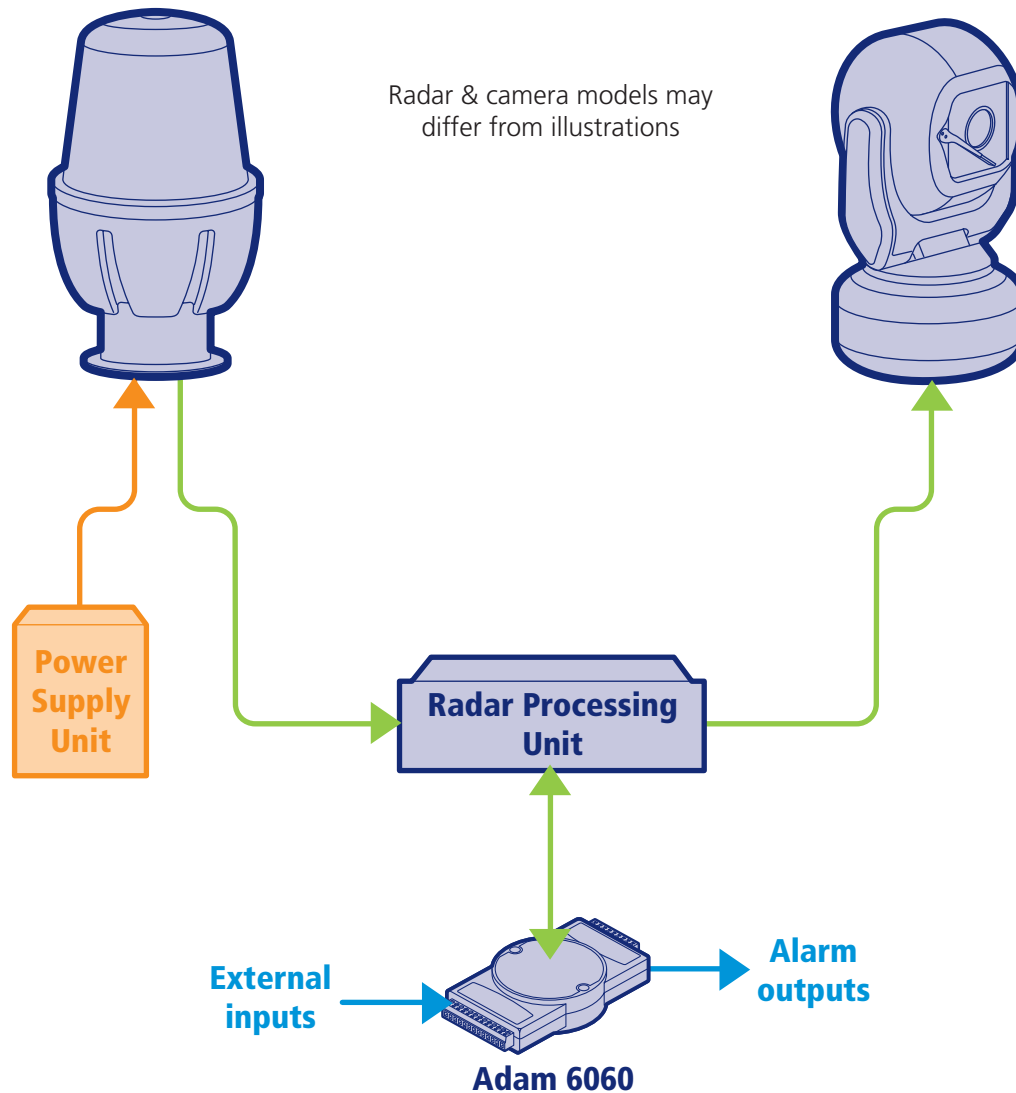 Radar & camera models may
differ from illustrations
Power
Supply
Unit
Radar Processing
Unit
External
inputs
Alarm
outputs
Adam 6060